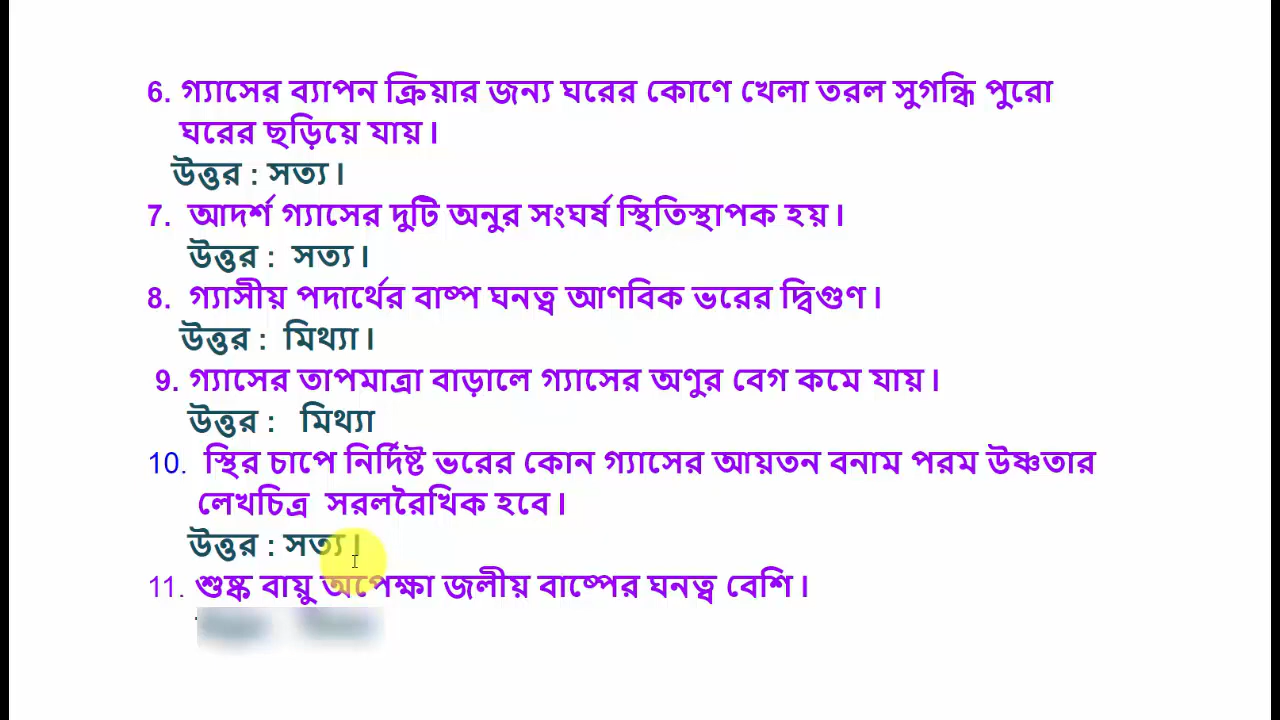 6. গ্যাসের ব্যাপন ক্রিয়ার জন্য ঘরের কোণে খেলা তরল সুগন্ধি পুরো
ঘরের ছড়িয়ে যায়।
উত্তর : সত্য।
7. আদর্শ গ্যাসের দুটি অনুর সংঘর্ষ স্থিতিস্থাপক হয়।
উত্তর : সত্য।
8. গ্যাসীয় পদার্থের বাষ্প ঘনত্ব আণবিক ভরের দ্বিগুণ।
উত্তর : মিথ্যা।
9. গ্যাসের তাপমাত্রা বাড়ালে গ্যাসের অণুর বেগ কমে যায়।
উত্তর : মিথ্যা
10. স্থির চাপে নির্দিষ্ট ভরের কোন গ্যাসের আয়তন বনাম পরম উষ্ণতার
লেখচিত্র সরলরৈখিক হবে।
উত্তর : সত্য।
11. শুষ্ক বায়ু অপেক্ষা জলীয় বাষ্পের ঘনত্ব বেশি।